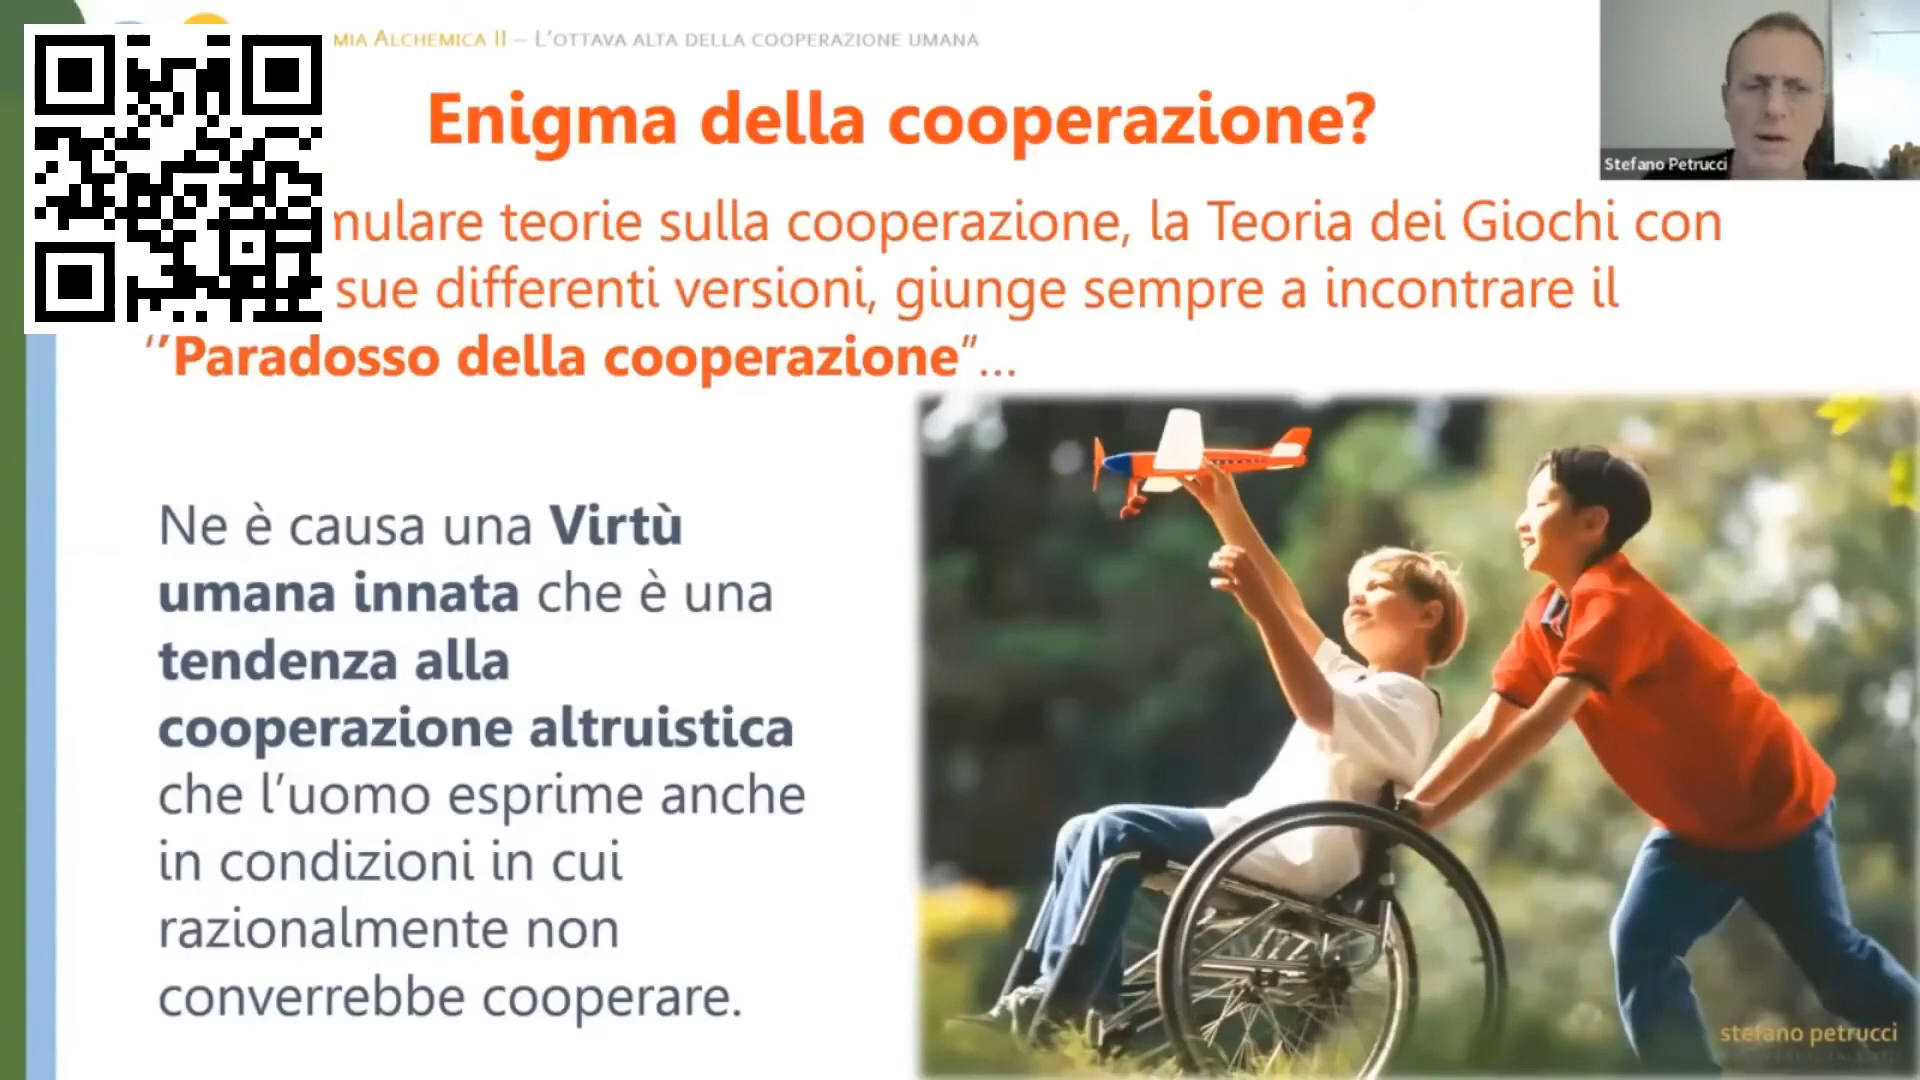 MIA ALCHEMICA II – L'OTTAVA ALTA DELLA COOPERAZIONE UMANA
Enigma della cooperazione?
mulare teorie sulla cooperazione, la Teoria dei Giochi con
sue differenti versioni, giunge sempre a incontrare il
‘’Paradosso della cooperazione”...
Ne è causa una Virtù
umana innata che è una
tendenza alla
cooperazione altruistica
che l’uomo esprime anche
in condizioni in cui
razionalmente non
converrebbe cooperare.
Stefano Petrucci
stefano petrucci